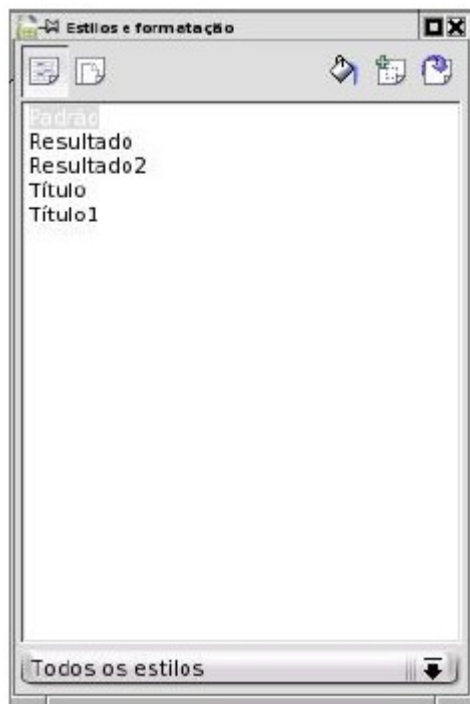 Estilos e formatação
Padrão
Resultado
Resultado2
Título
Título1
Todos os estilos